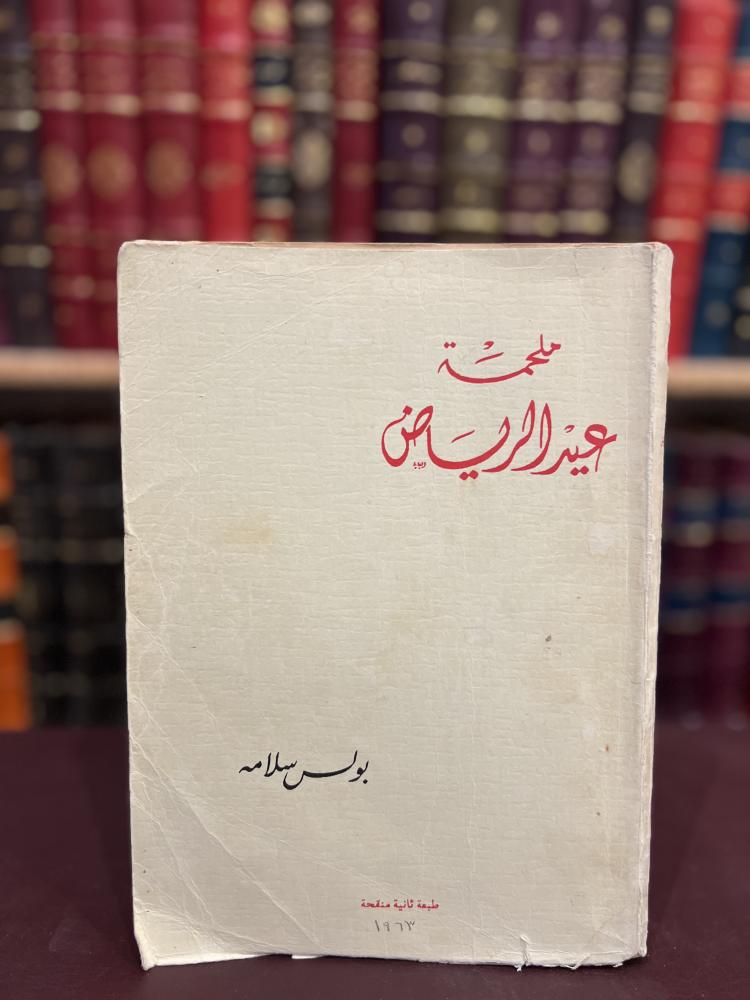 ملحمة
عيد الرياض
بولس سلامه
طبعة ثانية منقحة
١٩٦٣